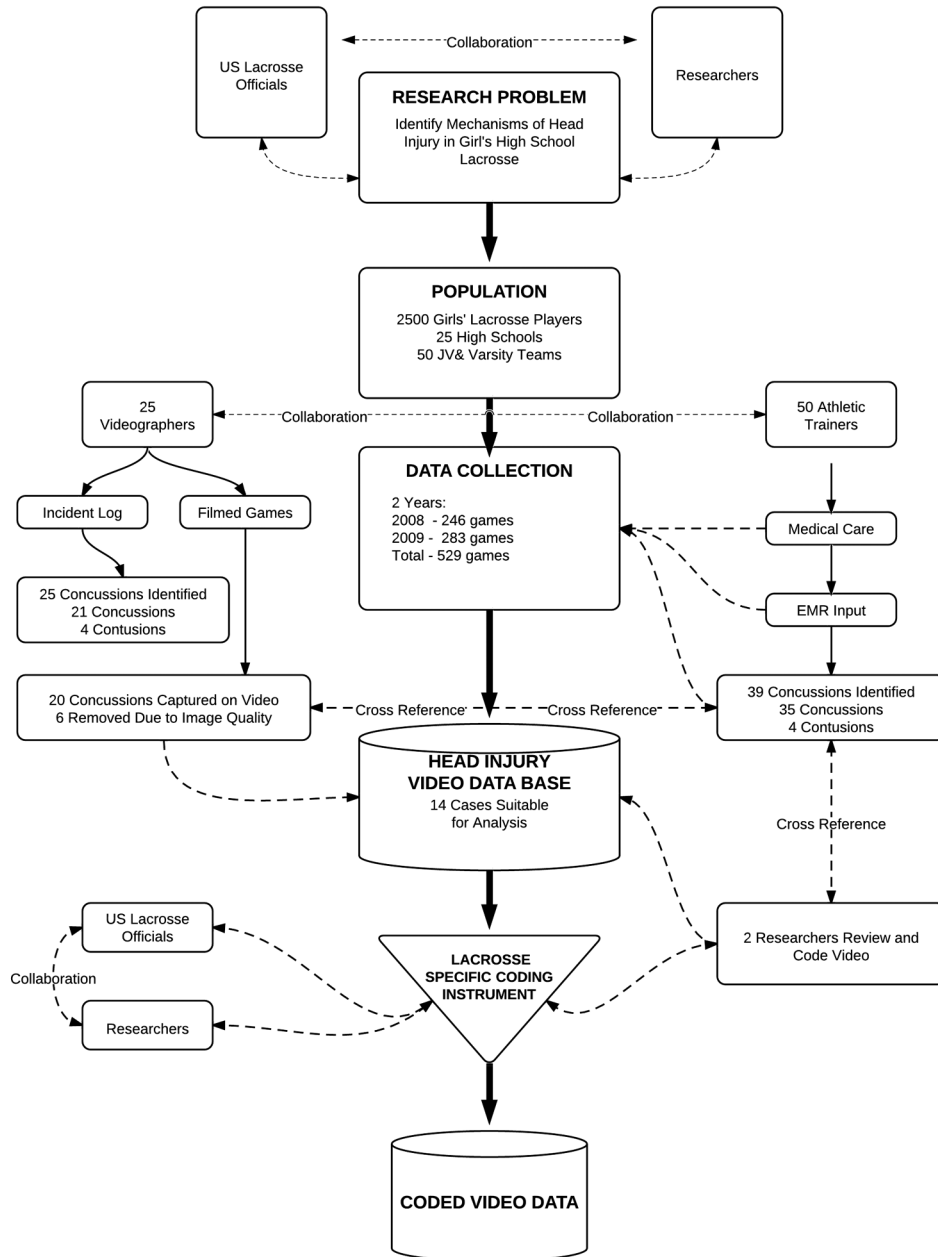 Collaboration
US Lacrosse
Officials
Researchers
RESEARCH PROBLEM
Identify Mechanisms of Head
Injury in Girl's High School
Lacrosse
POPULATION
2500 Girls' Lacrosse Players
25 High Schools
50 JV& Varsity Teams
25
Videographers
Collaboration
Collaboration
50 Athletic
Trainers
DATA COLLECTION
2 Years:
2008 - 246 games
2009 - 283 games
Total - 529 games
Incident Log
Filmed Games
Medical Care
25 Concussions Identified
21 Concussions
4 Contusions
EMR Input
20 Concussions Captured on Video
6 Removed Due to Image Quality
Cross Reference
Cross Reference
39 Concussions Identified
35 Concussions
4 Contusions
HEAD INJURY
VIDEO DATA BASE
14 Cases Suitable
for Analysis
Cross Reference
US Lacrosse
Officials
Collaboration
Researchers
LACROSSE
SPECIFIC CODING
INSTRUMENT
2 Researchers Review and
Code Video
CODED VIDEO DATA